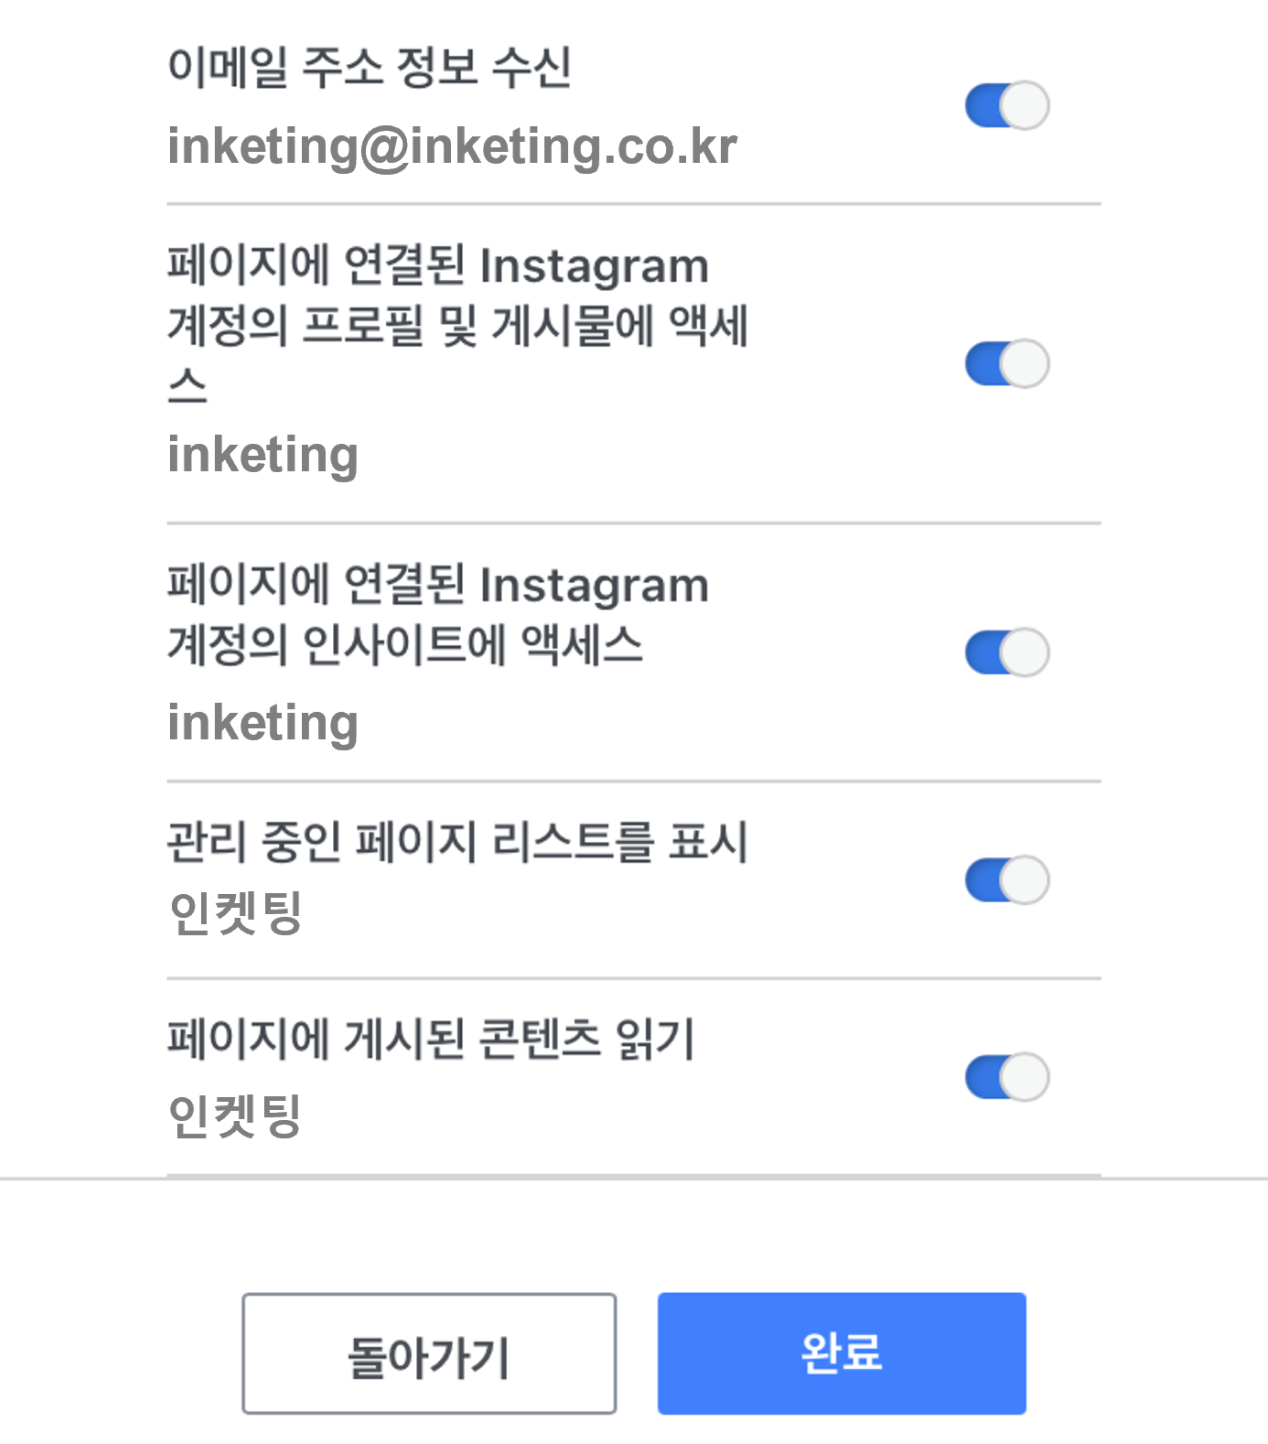 이메일 주소 정보 수신
inketing@inketing.co.kr
페이지에 연결된 Instagram
계정의 프로필 및 게시물에 액세
스
inketing
페이지에 연결된 Instagram
계정의 인사이트에 액세스
inketing
관리 중인 페이지 리스트를 표시
인켓팅
페이지에 게시된 콘텐츠 읽기
인켓팅
돌아가기
완료